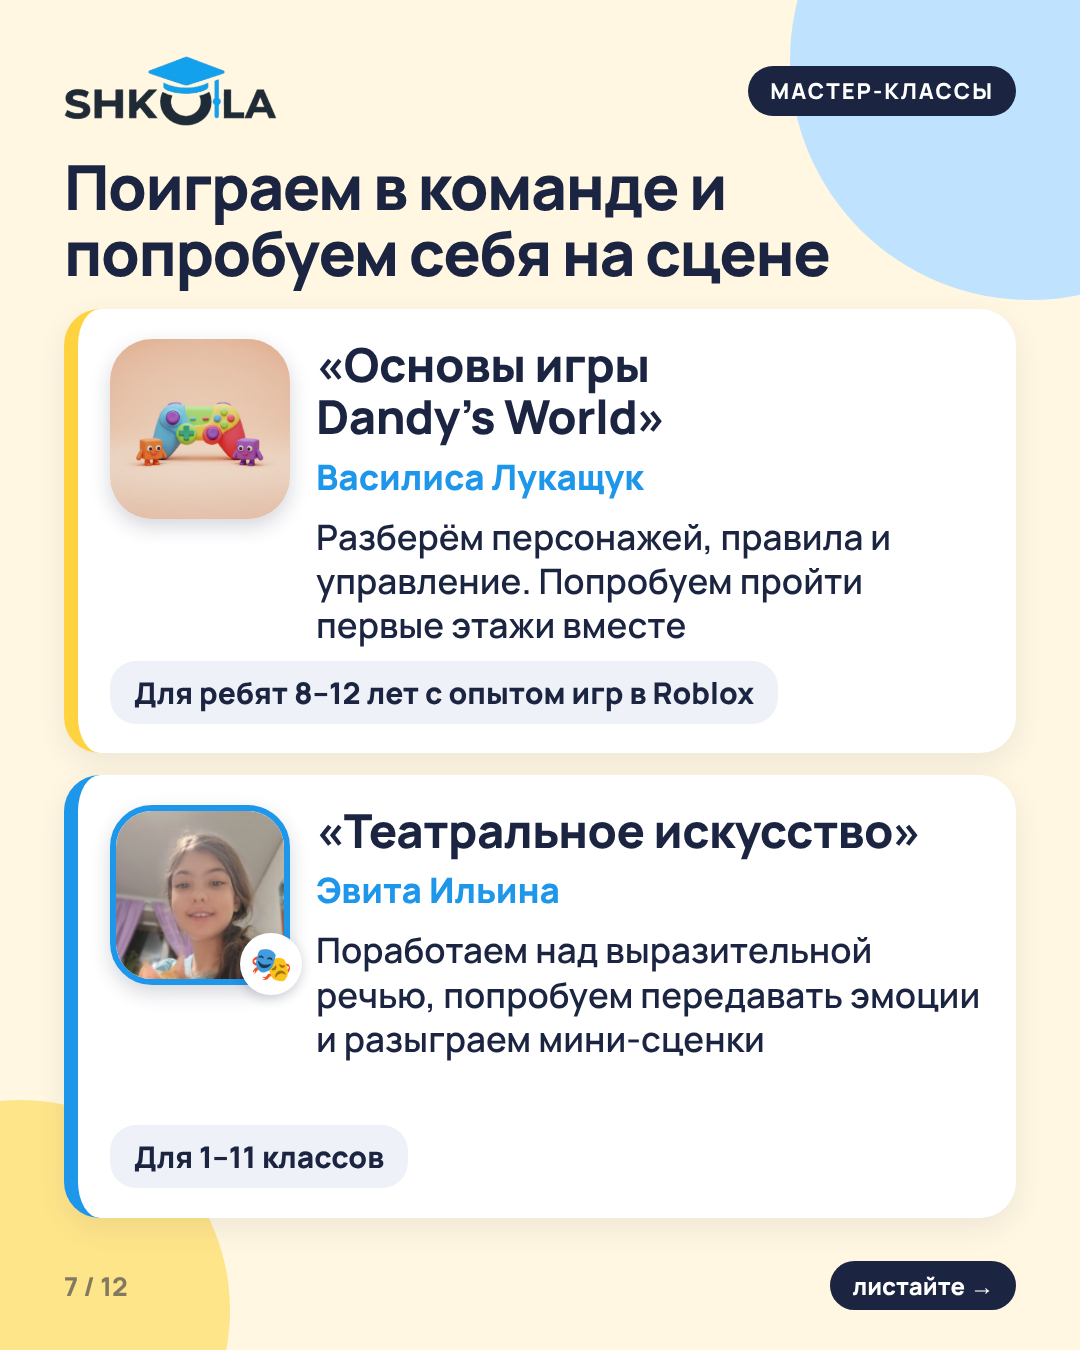 SHKOLA
МАСТЕР-КЛАССЫ
Поиграем в команде и
попробуем себя на сцене
«Основы игры
Dandy’s World»
Василиса Лукащук
Разберём персонажей, правила и
управление. Попробуем пройти
первые этажи вместе
Для ребят 8–12 лет с опытом игр в Roblox
«Театральное искусство»
Эвита Ильина
Поработаем над выразительной
речью, попробуем передавать эмоции
и разыграем мини-сценки
Для 1–11 классов
7 / 12
листайте →